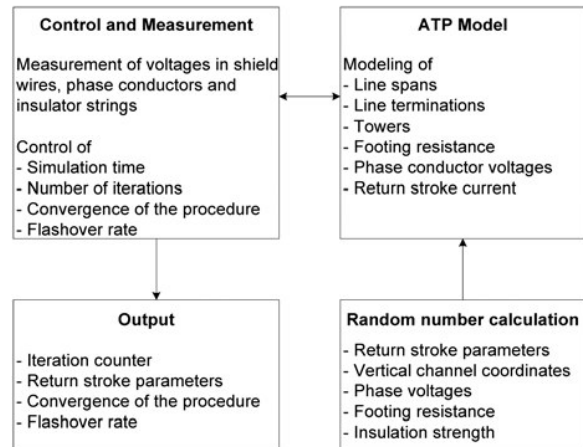 Control and Measurement
Measurement of voltages in shield
wires, phase conductors and
insulator strings
Control of
- Simulation time
- Number of iterations
- Convergence of the procedure
- Flashover rate
ATP Model
Modeling of
- Line spans
- Line terminations
- Towers
- Footing resistance
- Phase conductor voltages
- Return stroke current
Output
- Iteration counter
- Return stroke parameters
- Convergence of the procedure
- Flashover rate
Random number calculation
- Return stroke parameters
- Vertical channel coordinates
- Phase voltages
- Footing resistance
- Insulation strength